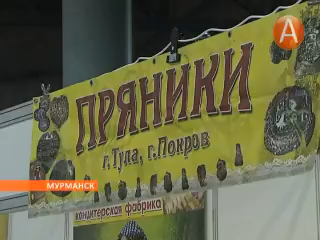 А
ПРЯНИКИ
г.Тула, г.Покров
МУРМАНСК
кондитерская фабрика